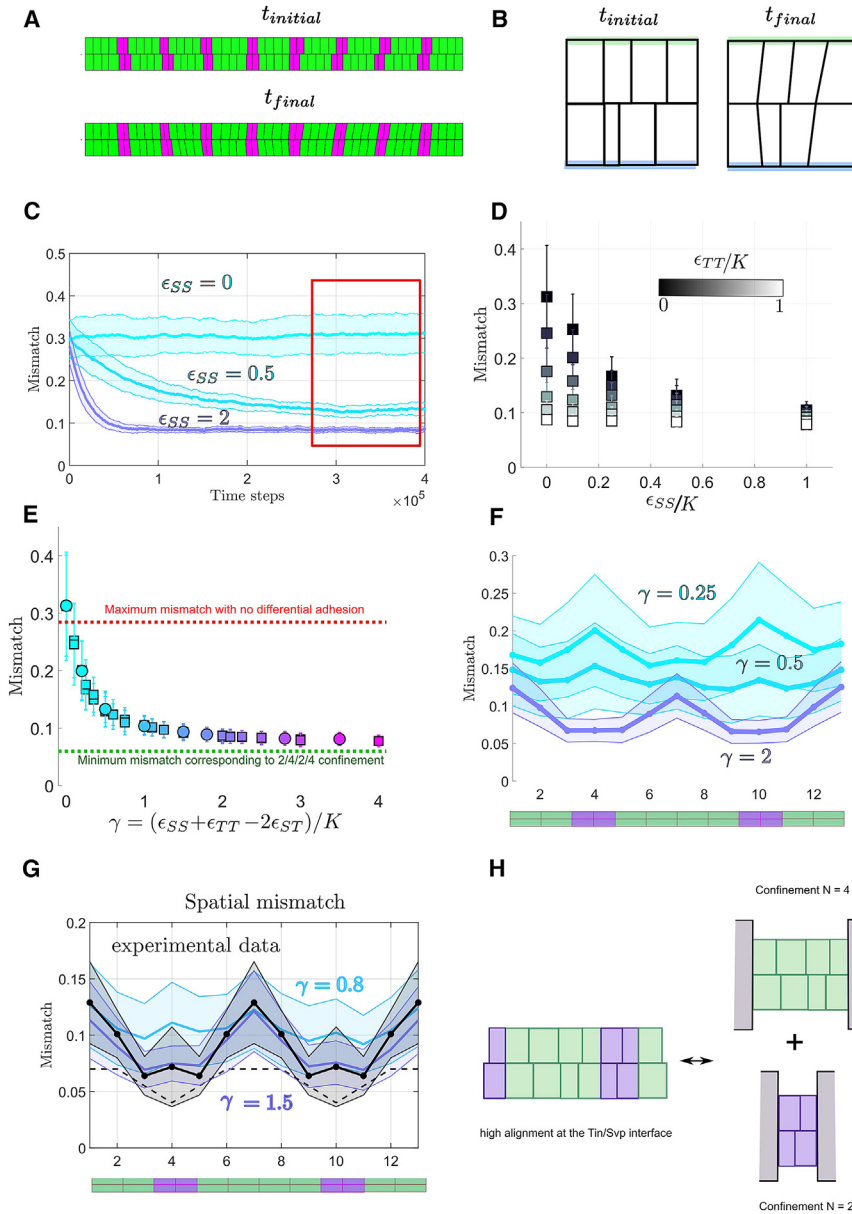 A
t_initial
t_final
B
t_initial
t_final
C
0.5
0.4
0.3
0.2
0.1
0
Mismatch
ϵ_SS = 0
ϵ_SS = 0.5
ϵ_SS = 2
0 1 2 3 4
Time steps
×10^5
D
0.4
0.3
0.2
0.1
0
Mismatch
ϵ_TT/K
0 1
0 0.2 0.4 0.6 0.8 1
ϵ_SS/K
E
0.4
0.3
0.2
0.1
0
Mismatch
Maximum mismatch with no differential adhesion
Minimum mismatch corresponding to 2/4/2/4 confinement
0 1 2 3 4
γ = (ϵ_SS+ϵ_TT−2ϵ_ST)/K
F
0.3
0.25
0.2
0.15
0.1
0.05
0
Mismatch
γ = 0.25
γ = 0.5
γ = 2
2 4 6 8 10 12
G
Spatial mismatch
0.2
0.15
0.1
0.05
0
Mismatch
experimental data
γ = 0.8
γ = 1.5
2 4 6 8 10 12
H
Confinement N = 4
+
high alignment at the Tin/Svp interface
Confinement N = 2